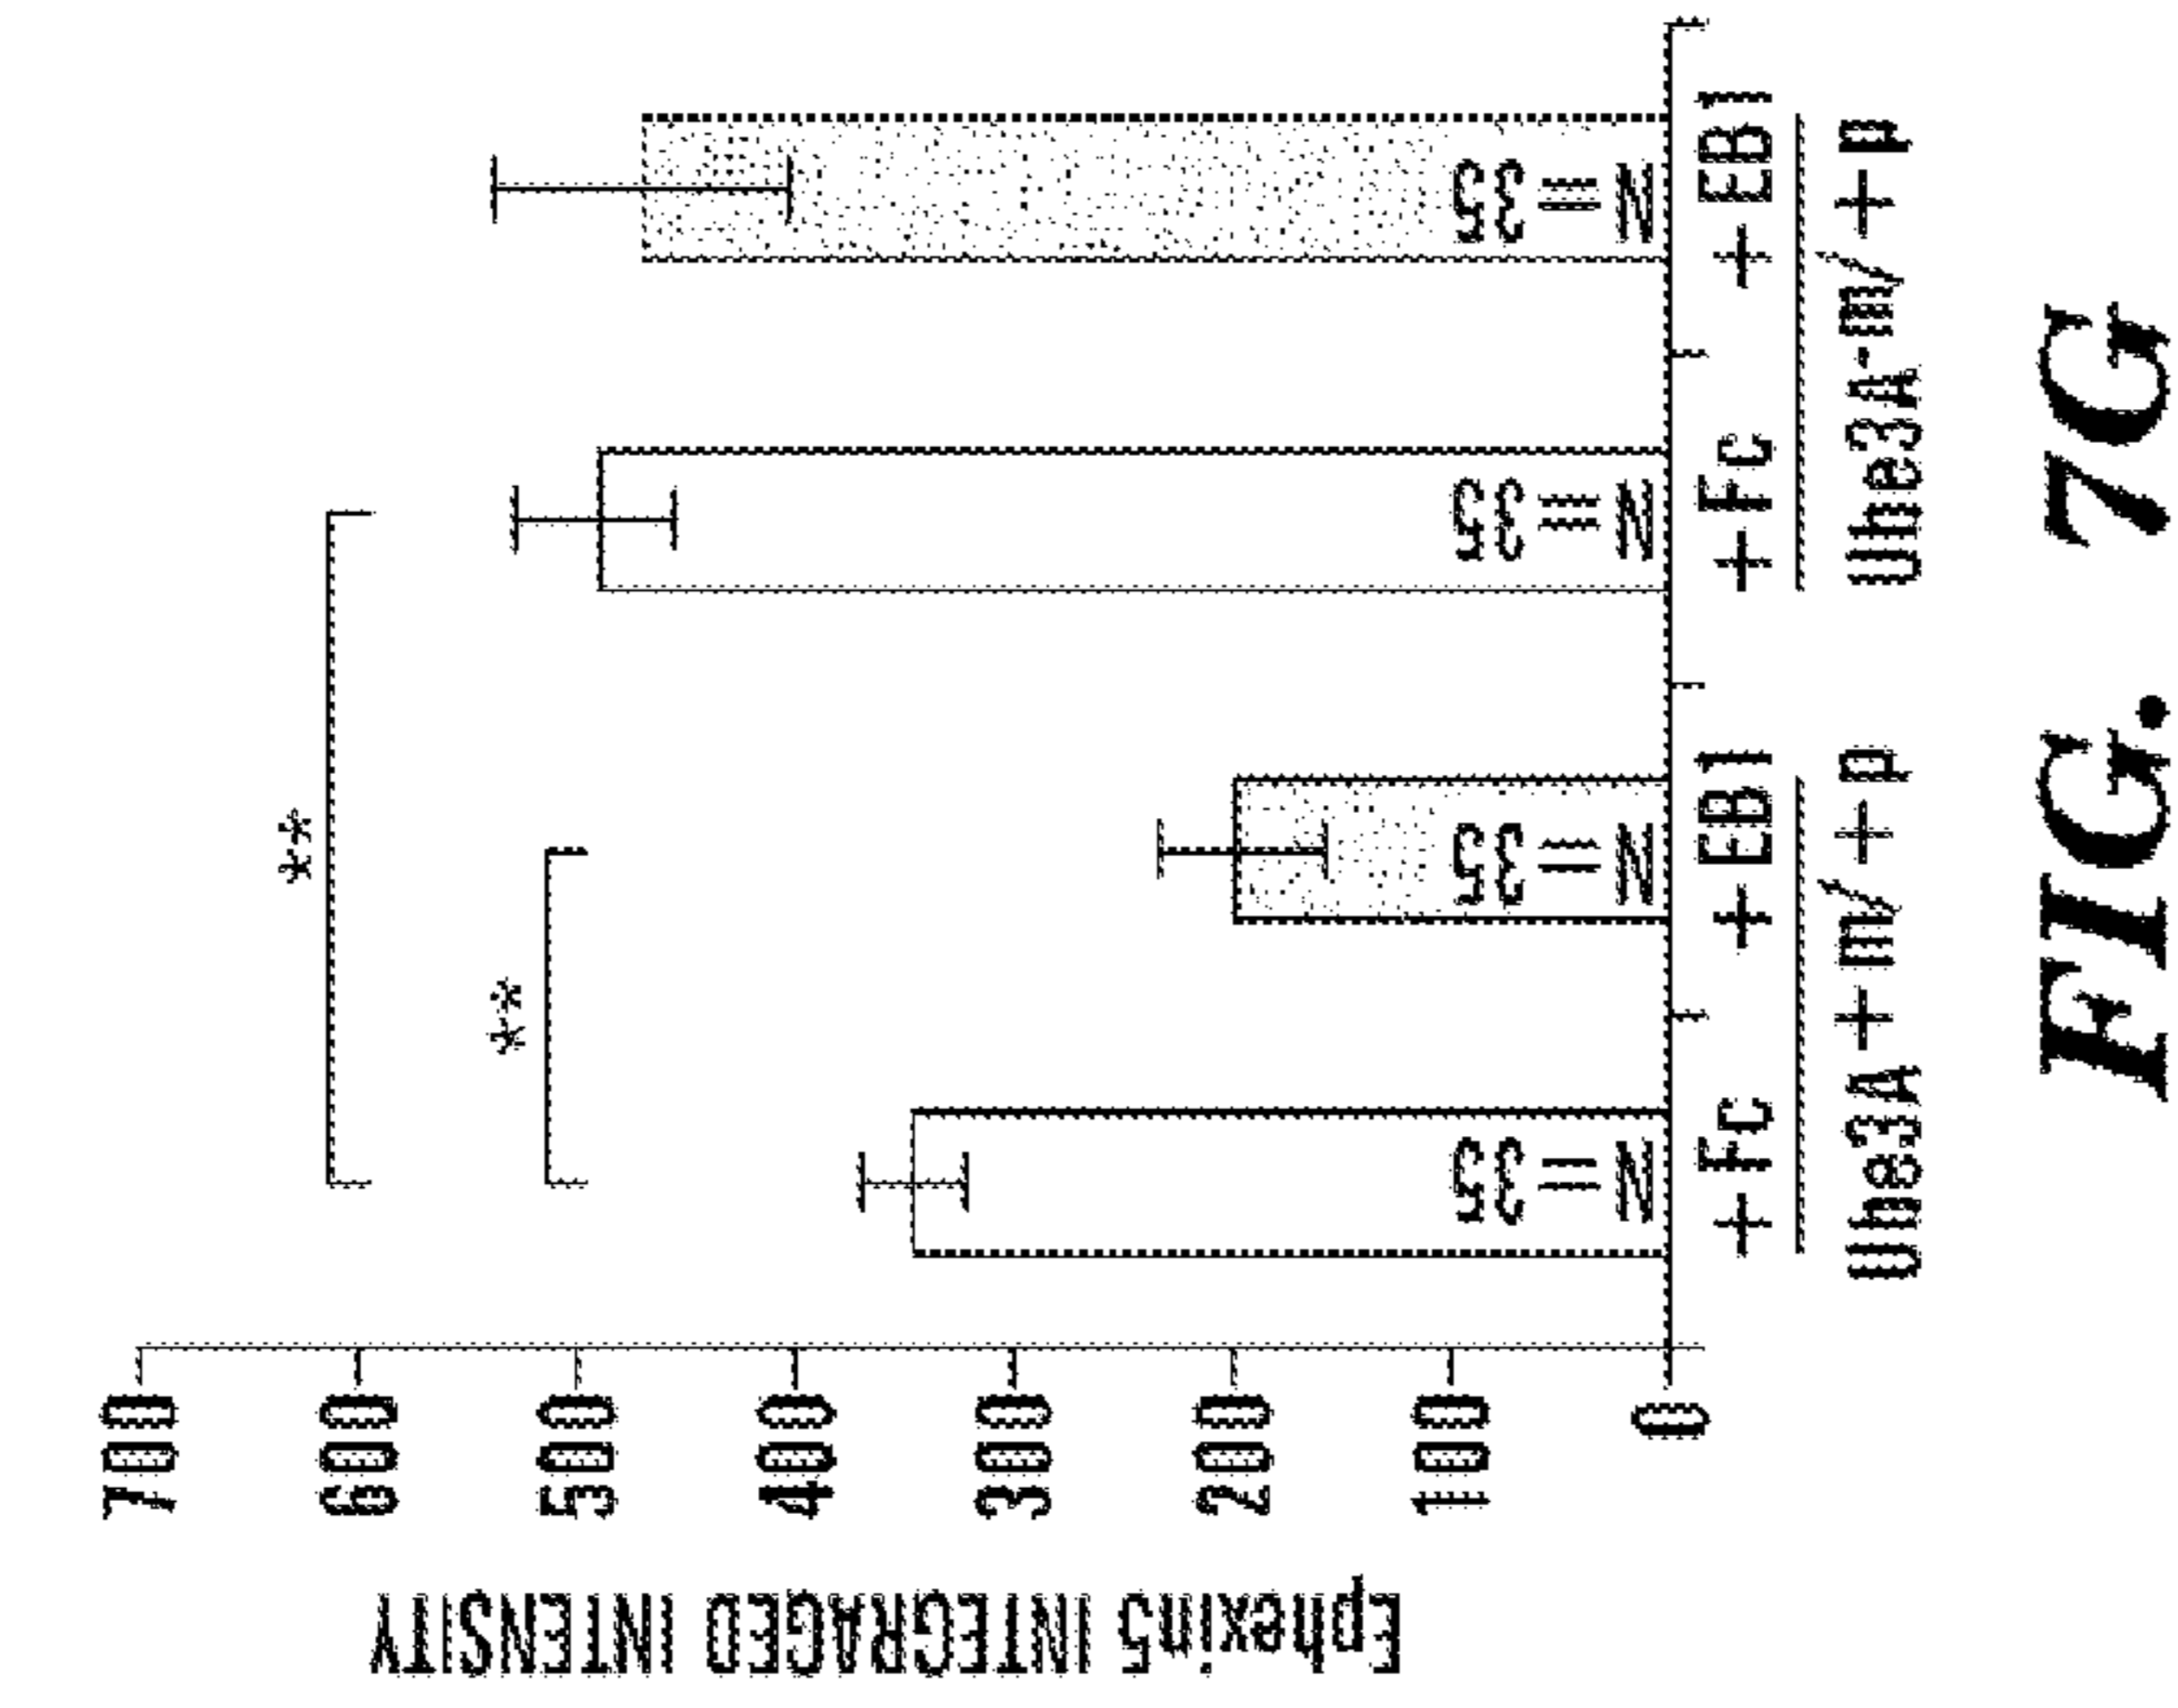 Ephexin5 INTEGRAGED INTENSITY
700
600
500
400
300
200
100
0
**
**
N=35
N=35
N=35
N=35
+Fc +EB1 +Fc +EB1
Ube3A+m/+p Ube3A-m/+p
FIG. 7G